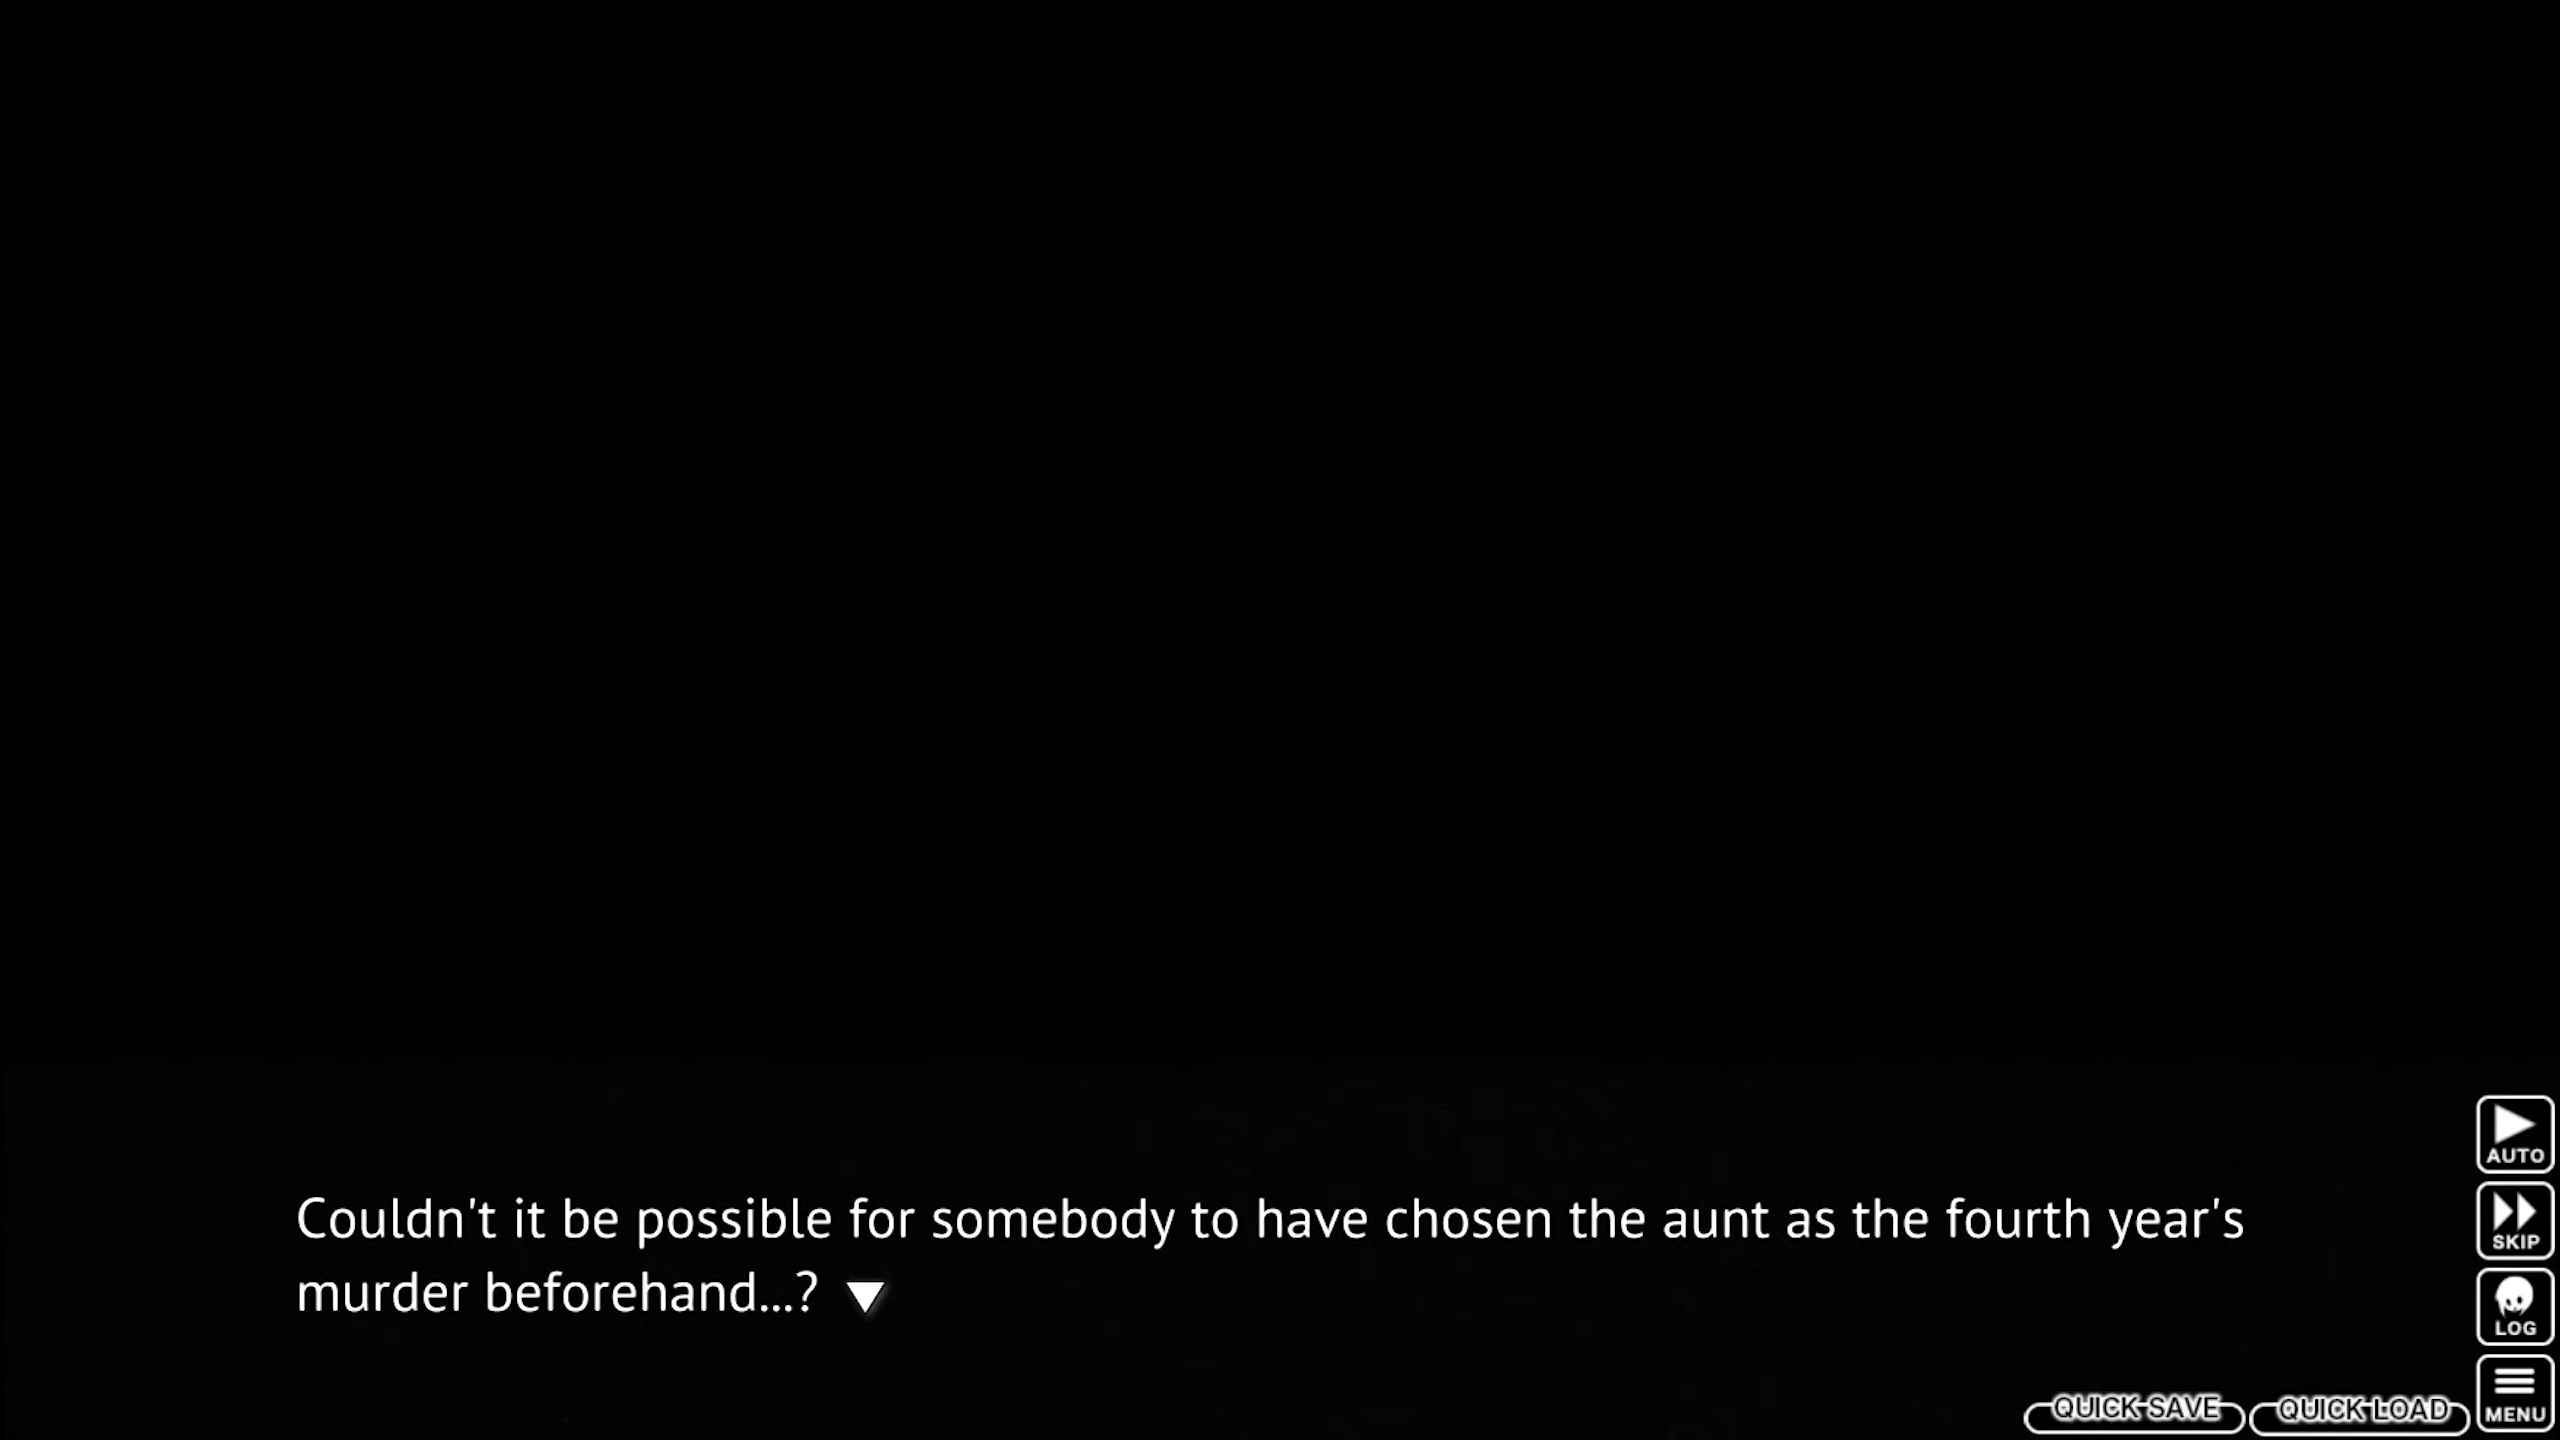 Couldn't it be possible for somebody to have chosen the aunt as the fourth year's
murder beforehand...?
AUTO
SKIP
LOG
MENU
QUICK SAVE
QUICK LOAD